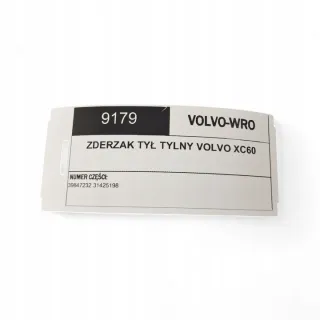 9179
VOLVO-WRO
ZDERZAK TYŁ TYLNY VOLVO XC60
NUMER CZĘŚCI:
39847232 31425198